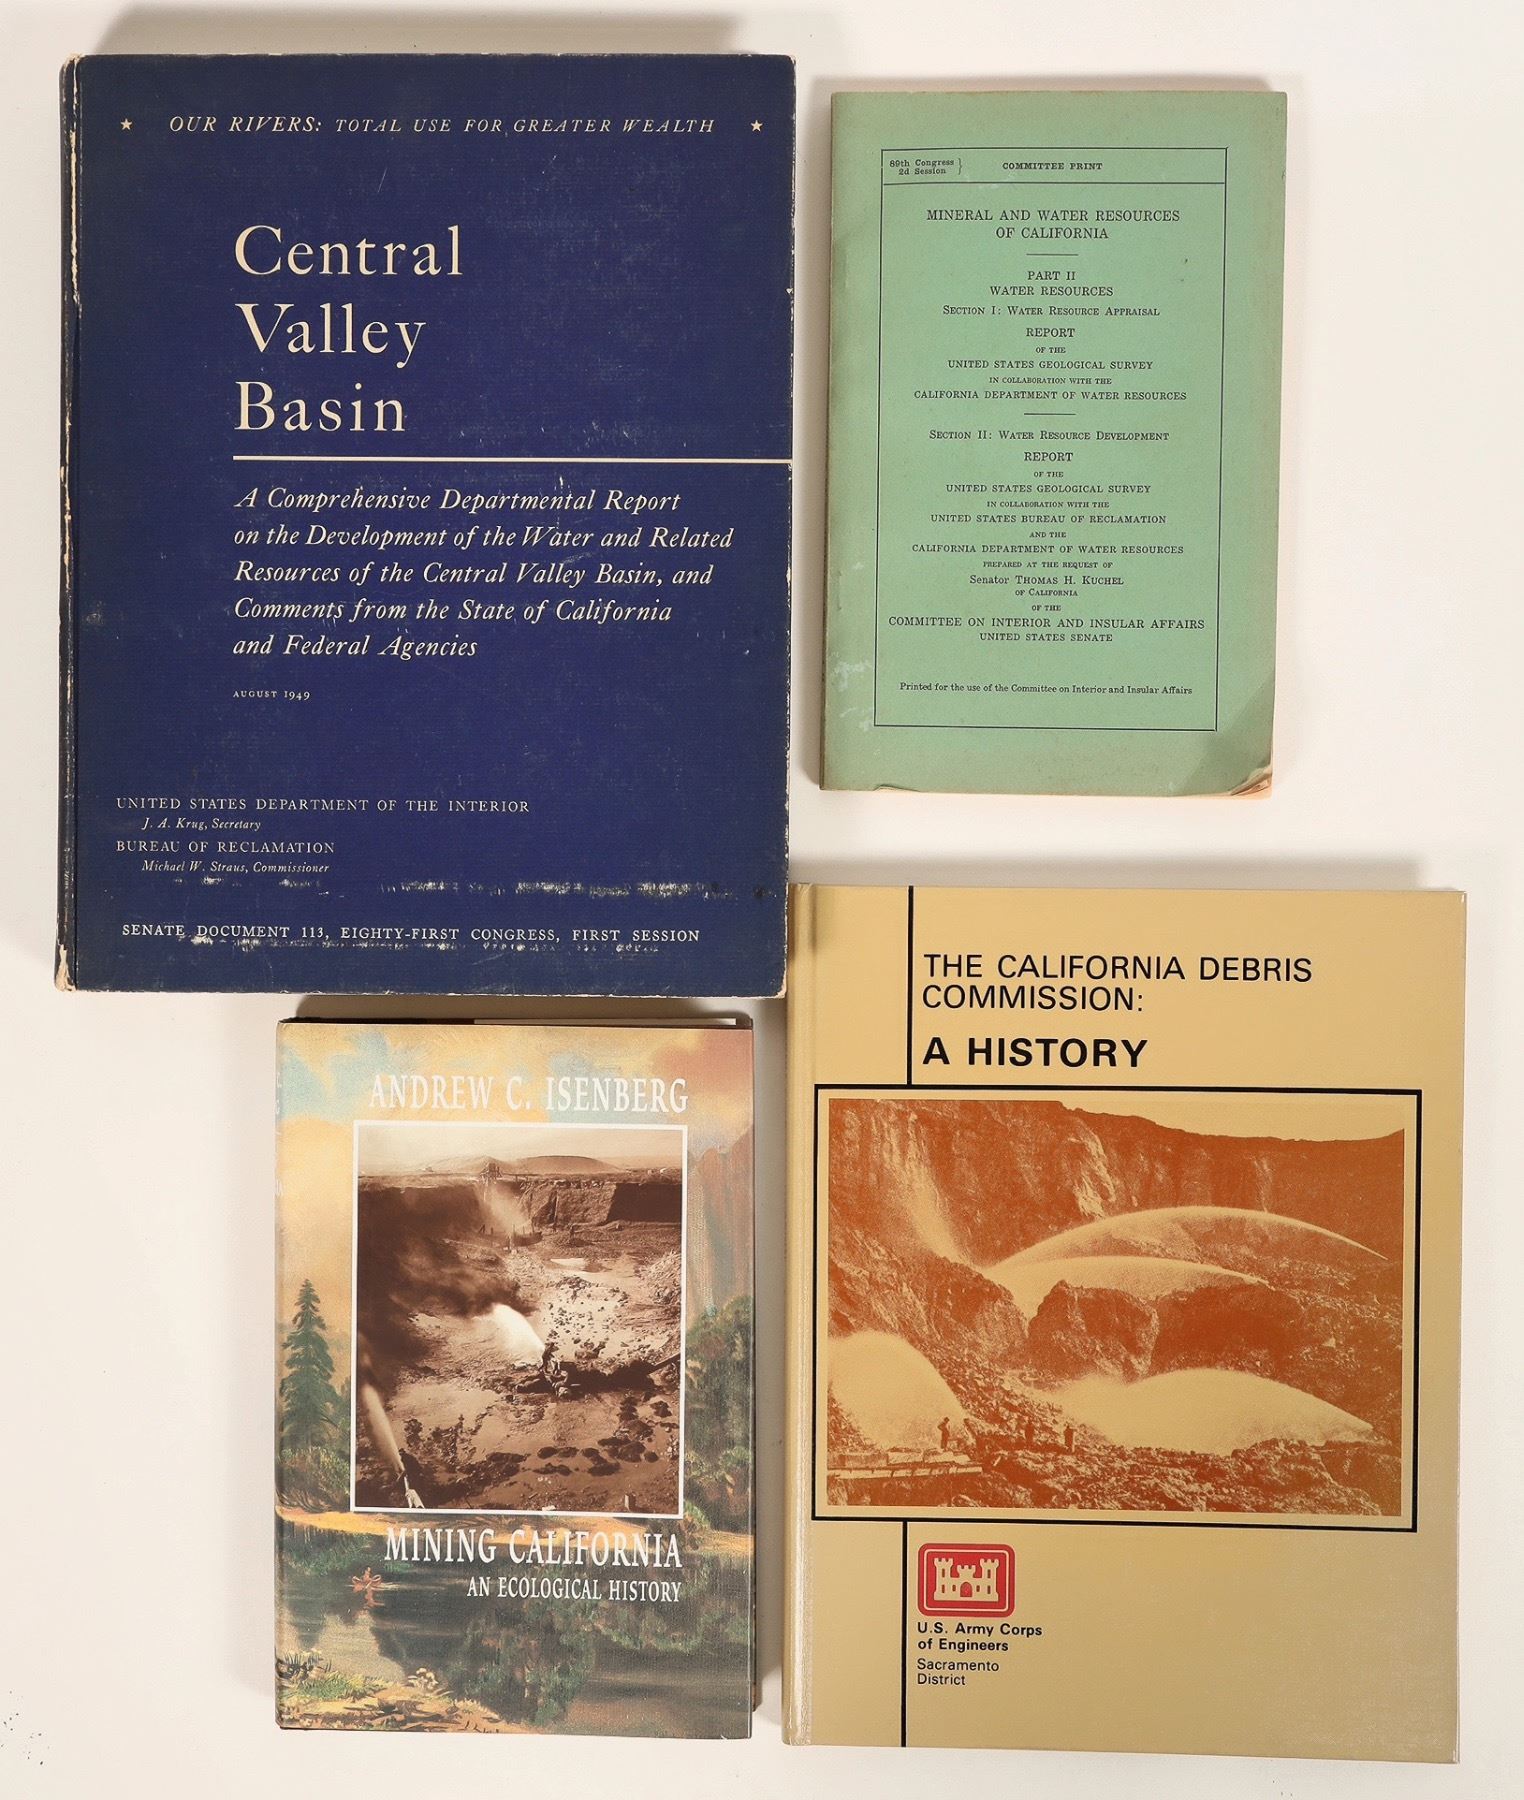 ★ OUR RIVERS: TOTAL USE FOR GREATER WEALTH ★
Central
Valley
Basin
A Comprehensive Departmental Report
on the Development of the Water and Related
Resources of the Central Valley Basin, and
Comments from the State of California
and Federal Agencies
AUGUST 1949
UNITED STATES DEPARTMENT OF THE INTERIOR
J. A. Krug, Secretary
BUREAU OF RECLAMATION
Michael W. Straus, Commissioner
SENATE DOCUMENT 113, EIGHTY-FIRST CONGRESS, FIRST SESSION
89th Congress
2d Session } COMMITTEE PRINT
MINERAL AND WATER RESOURCES
OF CALIFORNIA
PART II
WATER RESOURCES
SECTION I: WATER RESOURCE APPRAISAL
REPORT
OF THE
UNITED STATES GEOLOGICAL SURVEY
IN COLLABORATION WITH THE
CALIFORNIA DEPARTMENT OF WATER RESOURCES
SECTION II: WATER RESOURCE DEVELOPMENT
REPORT
OF THE
UNITED STATES GEOLOGICAL SURVEY
IN COLLABORATION WITH THE
UNITED STATES BUREAU OF RECLAMATION
AND THE
CALIFORNIA DEPARTMENT OF WATER RESOURCES
PREPARED AT THE REQUEST OF
Senator THOMAS H. KUCHEL
OF CALIFORNIA
OF THE
COMMITTEE ON INTERIOR AND INSULAR AFFAIRS
UNITED STATES SENATE
Printed for the use of the Committee on Interior and Insular Affairs
ANDREW C. ISENBERG
MINING CALIFORNIA
AN ECOLOGICAL HISTORY
THE CALIFORNIA DEBRIS
COMMISSION:
A HISTORY
U.S. Army Corps
of Engineers
Sacramento
District